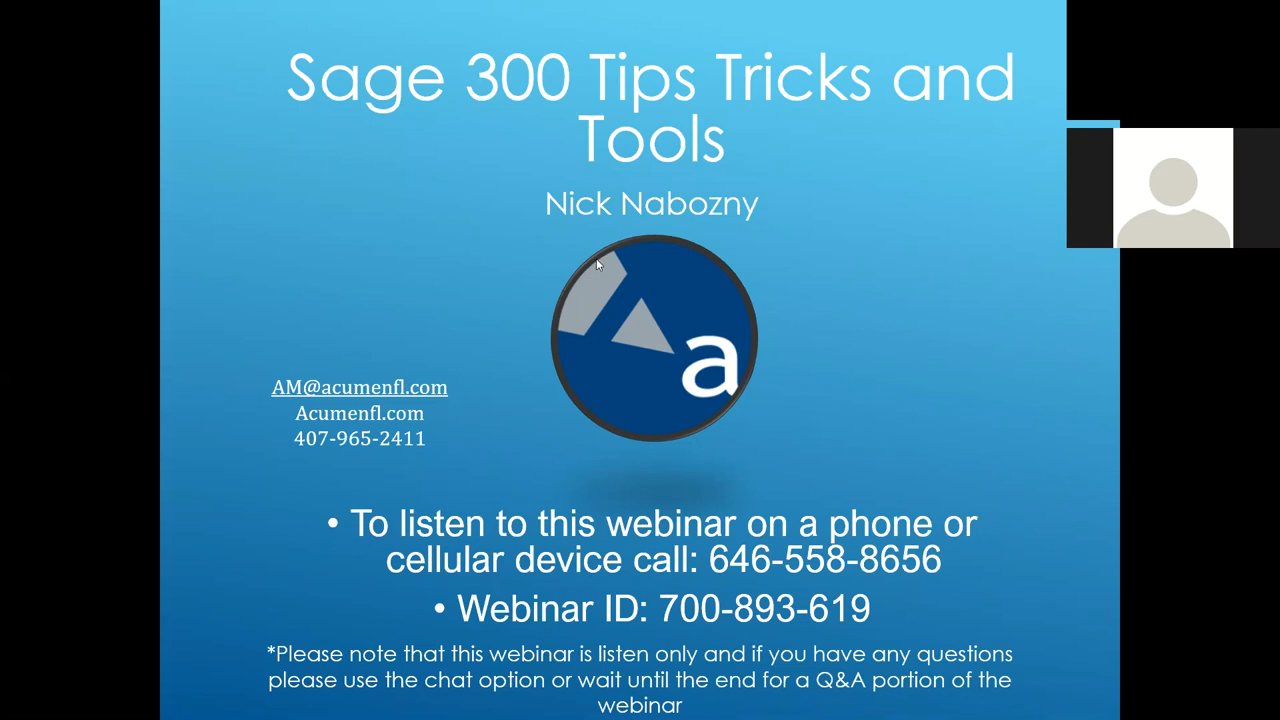 Sage 300 Tips Tricks and
Tools
Nick Nabozny
a
AM@acumenfl.com
Acumenfl.com
407-965-2411
• To listen to this webinar on a phone or
cellular device call: 646-558-8656
• Webinar ID: 700-893-619
*Please note that this webinar is listen only and if you have any questions
please use the chat option or wait until the end for a Q&A portion of the
webinar